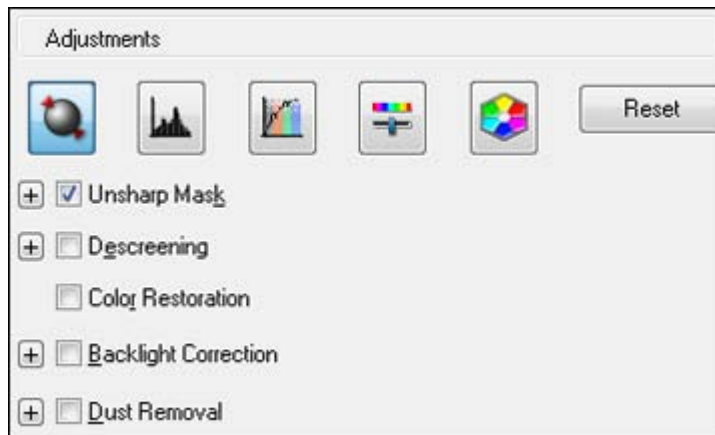 Adjustments
Reset
Unsharp Mask
Descreening
Color Restoration
Backlight Correction
Dust Removal